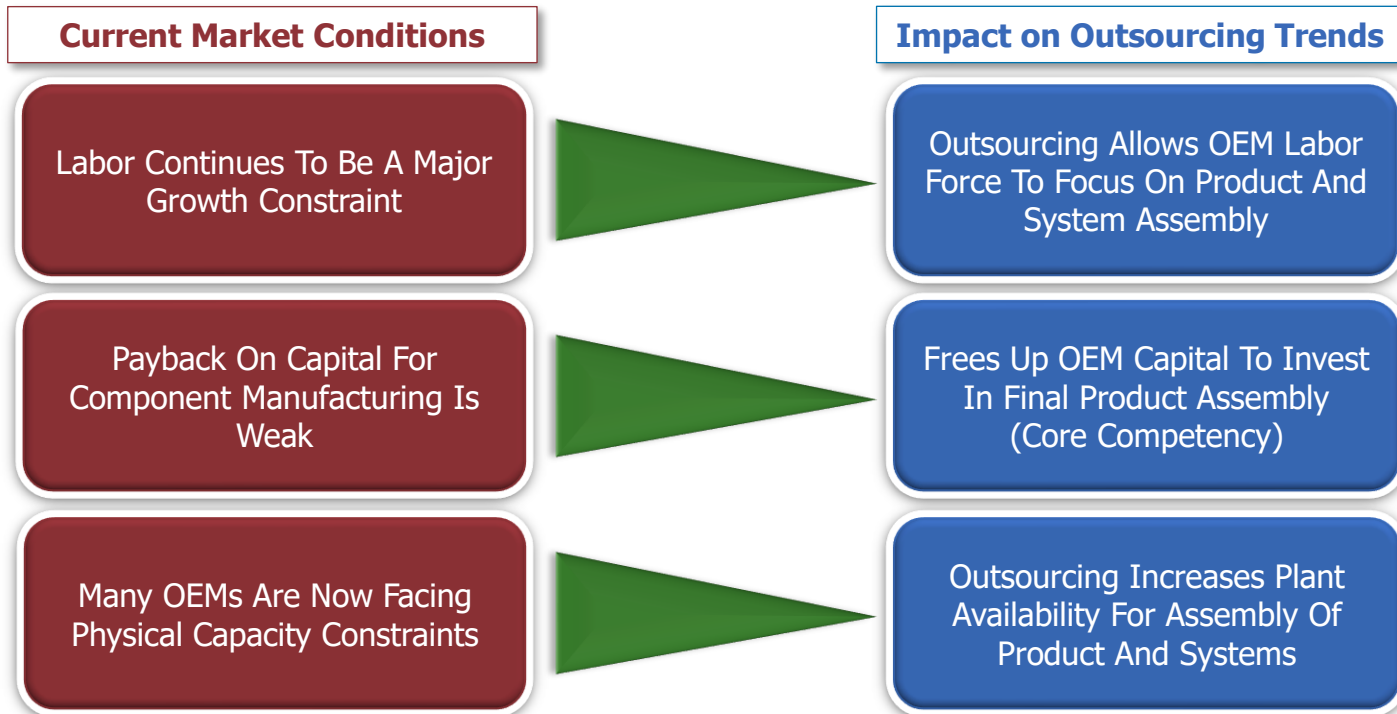 Current Market Conditions
Impact on Outsourcing Trends
Labor Continues To Be A Major
Growth Constraint
Outsourcing Allows OEM Labor
Force To Focus On Product And
System Assembly
Payback On Capital For
Component Manufacturing Is
Weak
Frees Up OEM Capital To Invest
In Final Product Assembly
(Core Competency)
Many OEMs Are Now Facing
Physical Capacity Constraints
Outsourcing Increases Plant
Availability For Assembly Of
Product And Systems